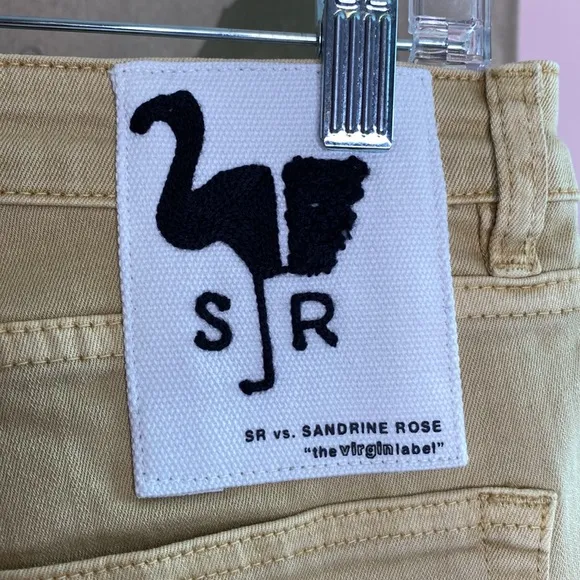 S R
SR vs. SANDRINE ROSE
"the virgin label"